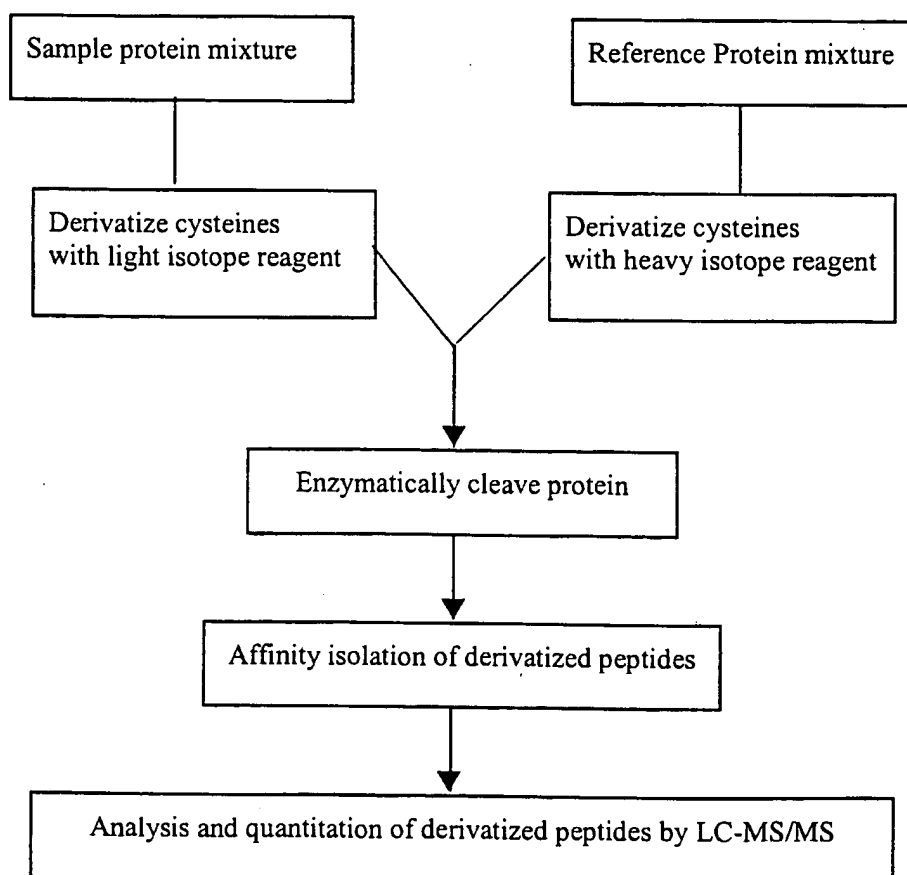 Sample protein mixture
Reference Protein mixture
Derivatize cysteines
with light isotope reagent
Derivatize cysteines
with heavy isotope reagent
Enzymatically cleave protein
Affinity isolation of derivatized peptides
Analysis and quantitation of derivatized peptides by LC-MS/MS